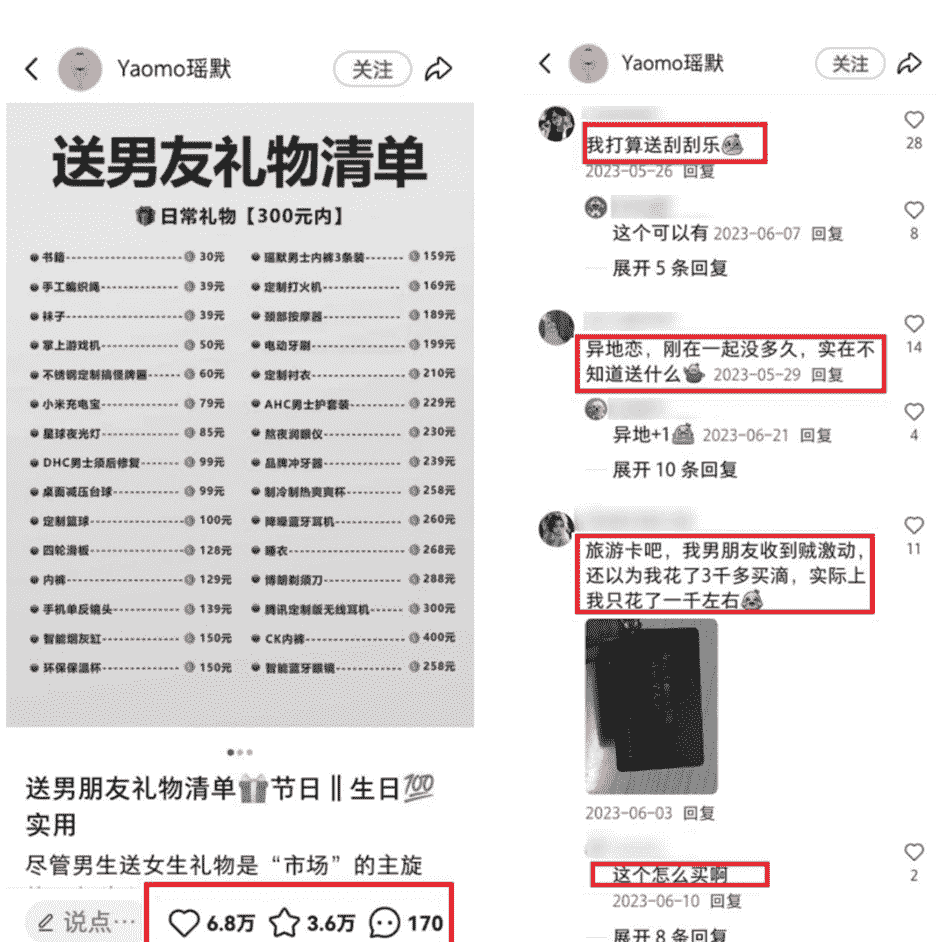 Yaomo瑶默
关注
送男友礼物清单
日常礼物【300元内】
书籍 30元
手工编织绳 39元
袜子 39元
掌上游戏机 50元
不锈钢定制搞怪牌匾 60元
小米充电宝 79元
星球夜光灯 85元
DHC男士须后修复 99元
桌面减压台球 99元
定制篮球 100元
四轮滑板 128元
内裤 129元
手机单反镜头 139元
智能烟灰缸 150元
环保保温杯 150元
瑶默男士内裤3条装 159元
定制打火机 169元
颈部按摩器 189元
电动牙刷 199元
定制衬衣 210元
AHC男士护套装 229元
熬夜润眼仪 230元
品牌冲牙器 239元
制冷制热爽爽杯 258元
降噪蓝牙耳机 260元
睡衣 268元
博朗剃须刀 288元
腾讯定制版无线耳机 300元
CK内裤 400元
智能蓝牙眼镜 258元
送男朋友礼物清单🎁节日‖生日💯
实用
尽管男生送女生礼物是“市场”的主旋
说点…
6.8万 3.6万 170
Yaomo瑶默
关注
我打算送刮刮乐
28
2023-05-26 回复
这个可以有 2023-06-07 回复
8
展开 5 条回复
异地恋，刚在一起没多久，实在不
知道送什么 2023-05-29 回复
14
异地+1 2023-06-21 回复
4
展开 10 条回复
旅游卡吧，我男朋友收到贼激动，
还以为我花了3千多买滴，实际上
我只花了一千左右
11
2023-06-03 回复
这个怎么买啊
2
2023-06-10 回复
展开 8 条回复